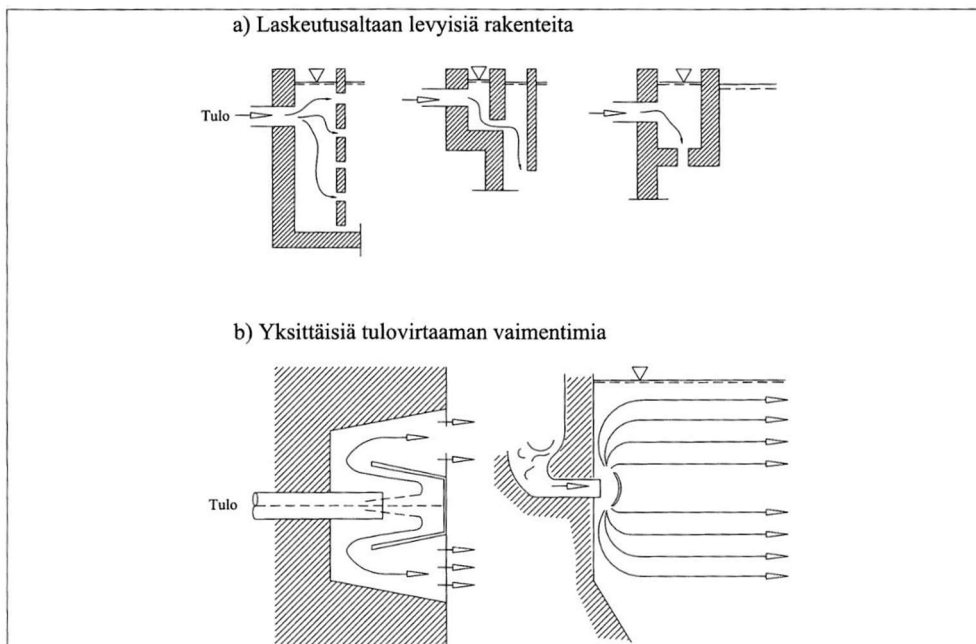 a) Laskeutusaltaan levyisiä rakenteita
Tulo
b) Yksittäisiä tulovirtaaman vaimentimia
Tulo